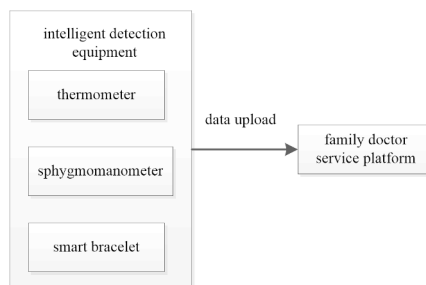 intelligent detection
equipment
thermometer
sphygmomanometer
smart bracelet
data upload
family doctor
service platform